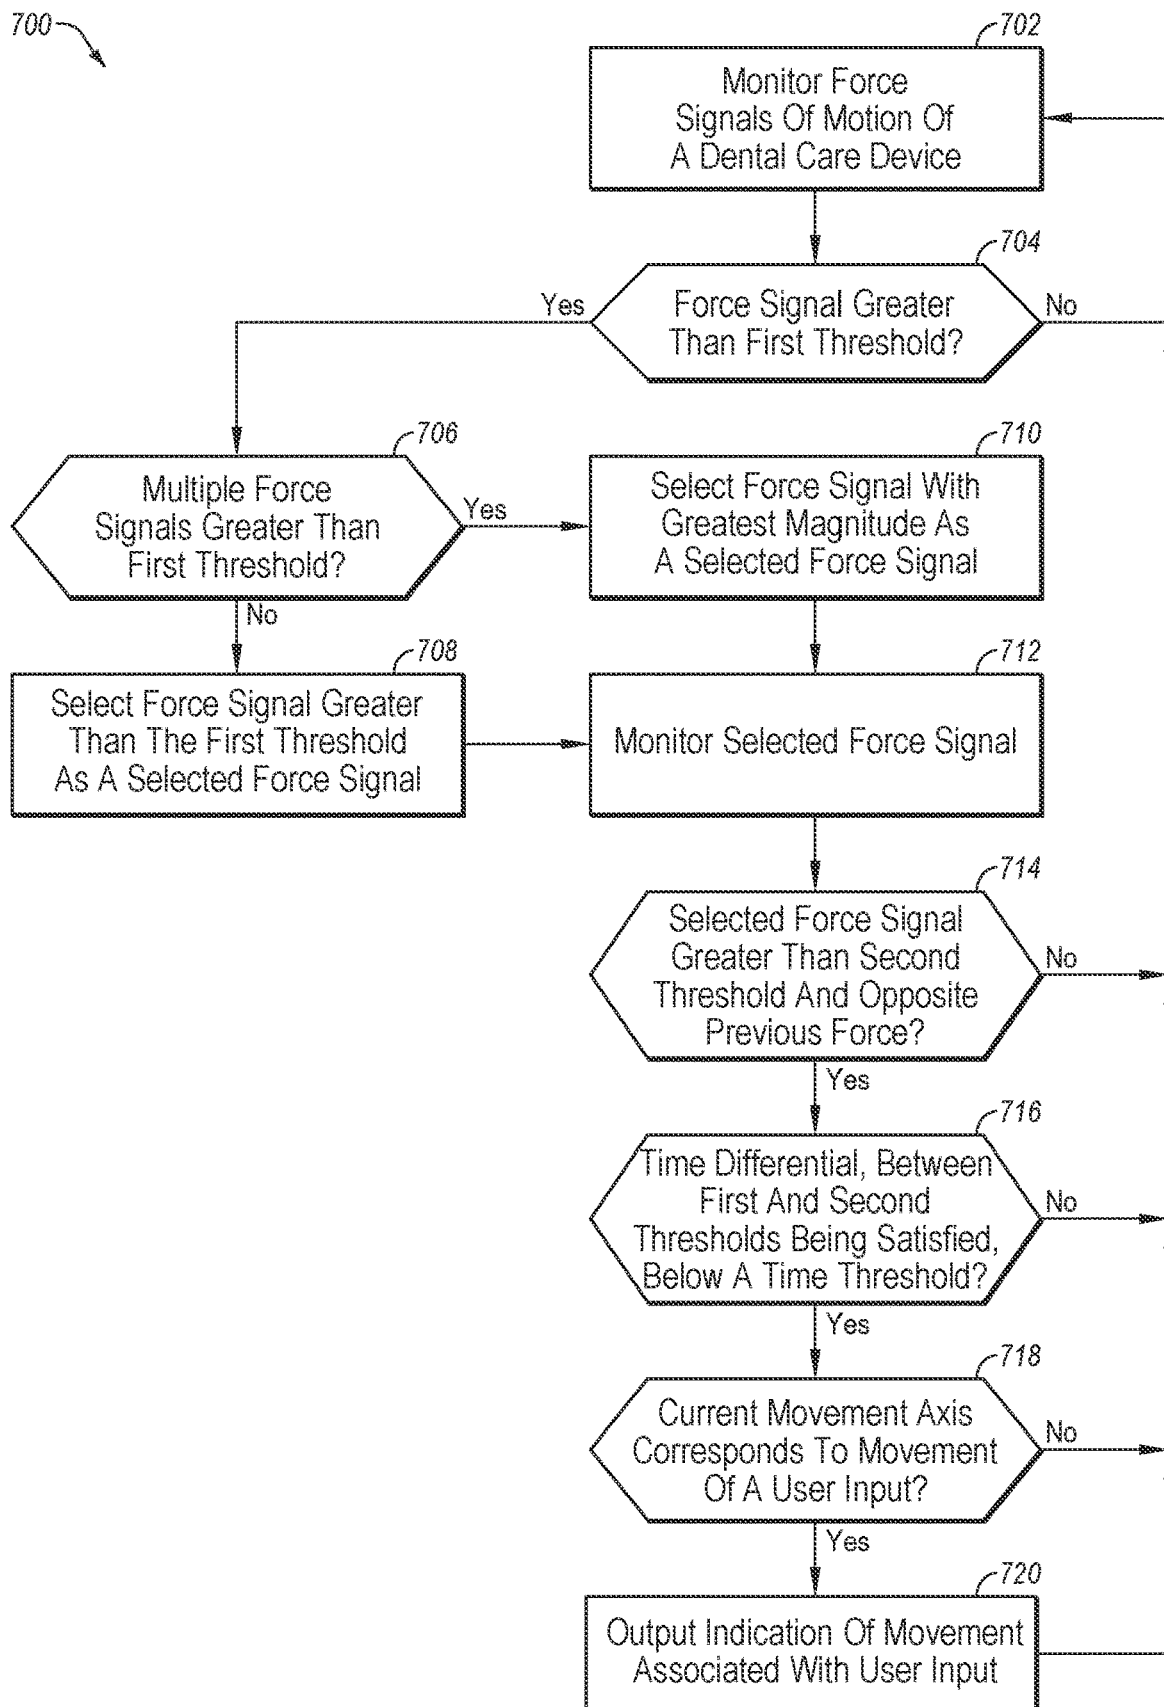 700
702
Monitor Force
Signals Of Motion Of
A Dental Care Device
704
Force Signal Greater
Than First Threshold?
Yes
No
706
Multiple Force
Signals Greater Than
First Threshold?
Yes
No
710
Select Force Signal With
Greatest Magnitude As
A Selected Force Signal
708
Select Force Signal Greater
Than The First Threshold
As A Selected Force Signal
712
Monitor Selected Force Signal
714
Selected Force Signal
Greater Than Second
Threshold And Opposite
Previous Force?
No
Yes
716
Time Differential, Between
First And Second
Thresholds Being Satisfied,
Below A Time Threshold?
No
Yes
718
Current Movement Axis
Corresponds To Movement
Of A User Input?
No
Yes
720
Output Indication Of Movement
Associated With User Input